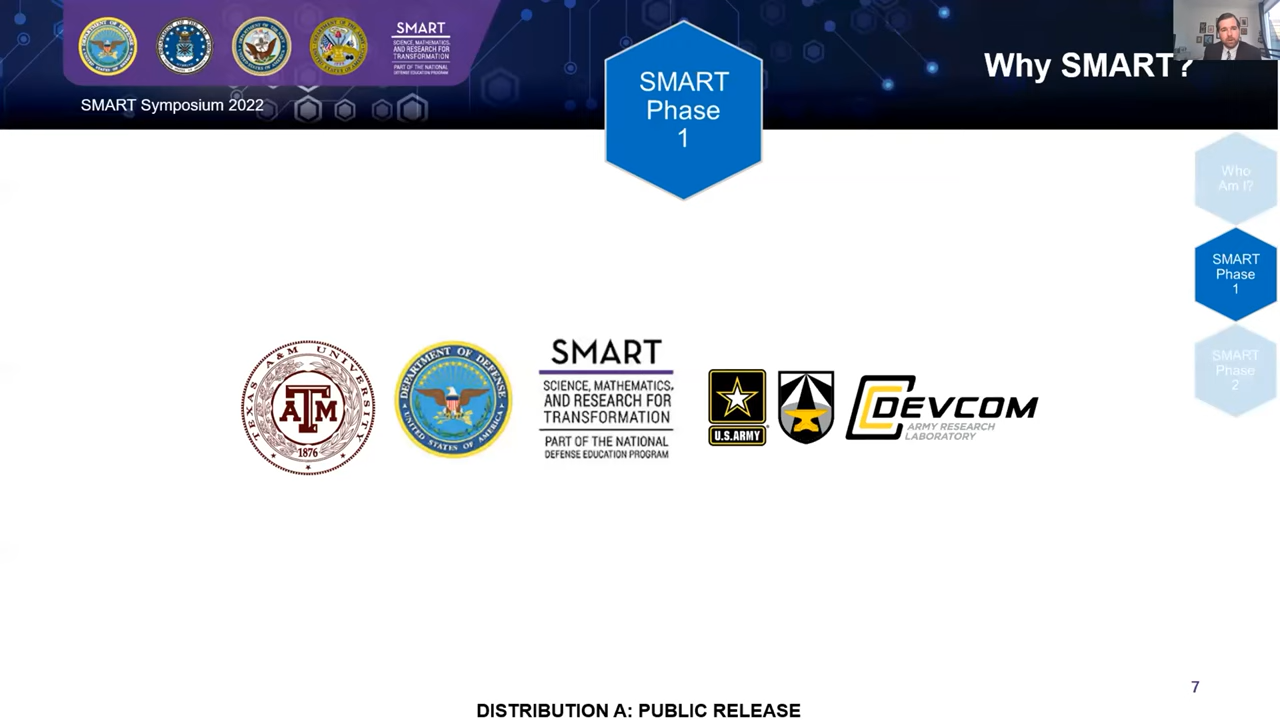 SMART
SCIENCE, MATHEMATICS,
AND RESEARCH FOR
TRANSFORMATION
PART OF THE NATIONAL
DEFENSE EDUCATION PROGRAM
SMART Symposium 2022
SMART
Phase
1
Why SMART?
Who
Am I?
SMART
Phase
1
SMART
Phase
2
TEXAS A&M UNIVERSITY
ATM
1876
DEPARTMENT OF DEFENSE
UNITED STATES OF AMERICA
SMART
SCIENCE, MATHEMATICS,
AND RESEARCH FOR
TRANSFORMATION
PART OF THE NATIONAL
DEFENSE EDUCATION PROGRAM
U.S.ARMY
DEVCOM
ARMY RESEARCH
LABORATORY
7
DISTRIBUTION A: PUBLIC RELEASE